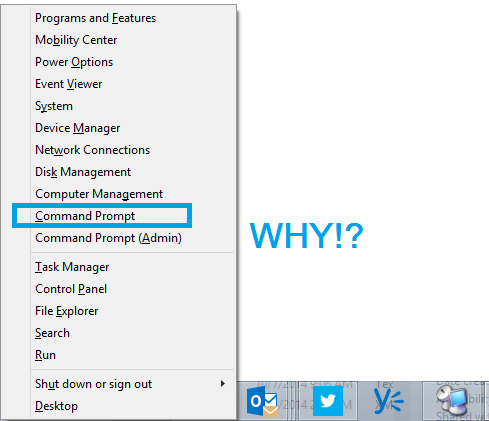 Programs and Features
Mobility Center
Power Options
Event Viewer
System
Device Manager
Network Connections
Disk Management
Computer Management
Command Prompt
Command Prompt (Admin)
WHY!?
Task Manager
Control Panel
File Explorer
Search
Run
Shut down or sign out
Desktop